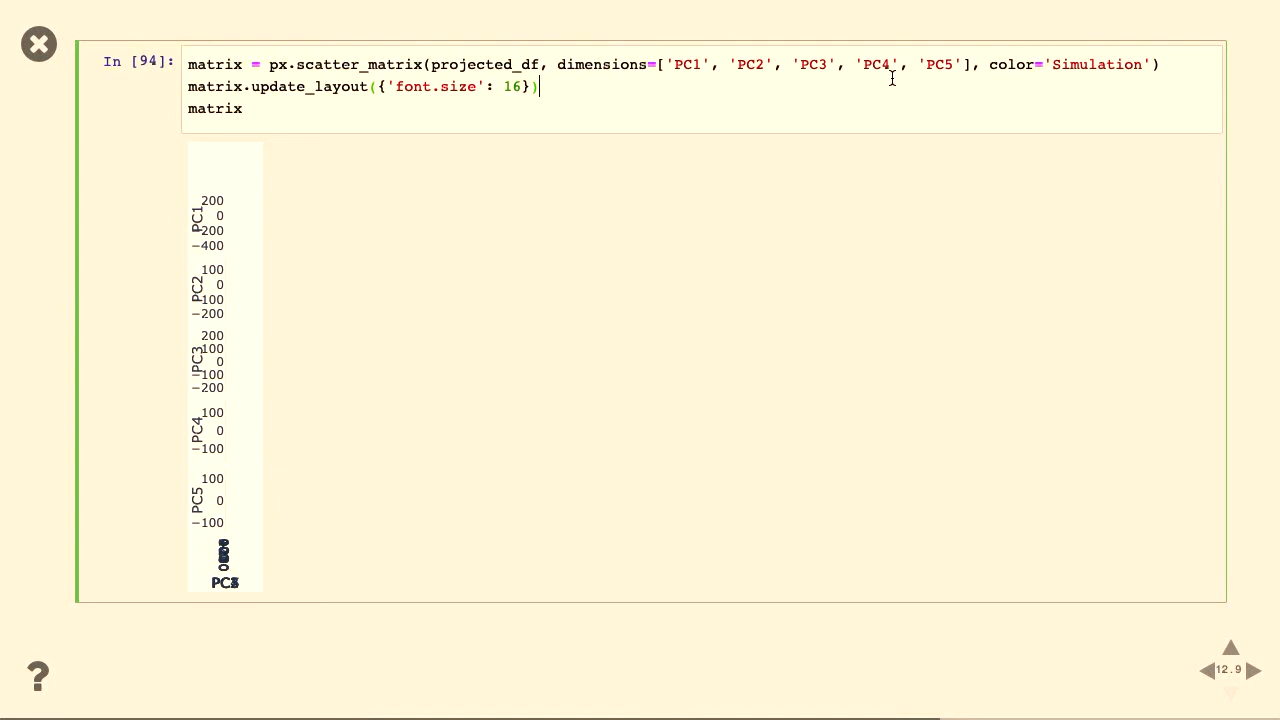 In [94]:
matrix = px.scatter_matrix(projected_df, dimensions=['PC1', 'PC2', 'PC3', 'PC4', 'PC5'], color='Simulation')
matrix.update_layout({'font.size': 16})
matrix
200
0
−200
−400
PC1
100
0
−100
−200
PC2
200
100
0
−100
−200
PC3
100
0
−100
PC4
100
0
−100
PC5
?
12.9